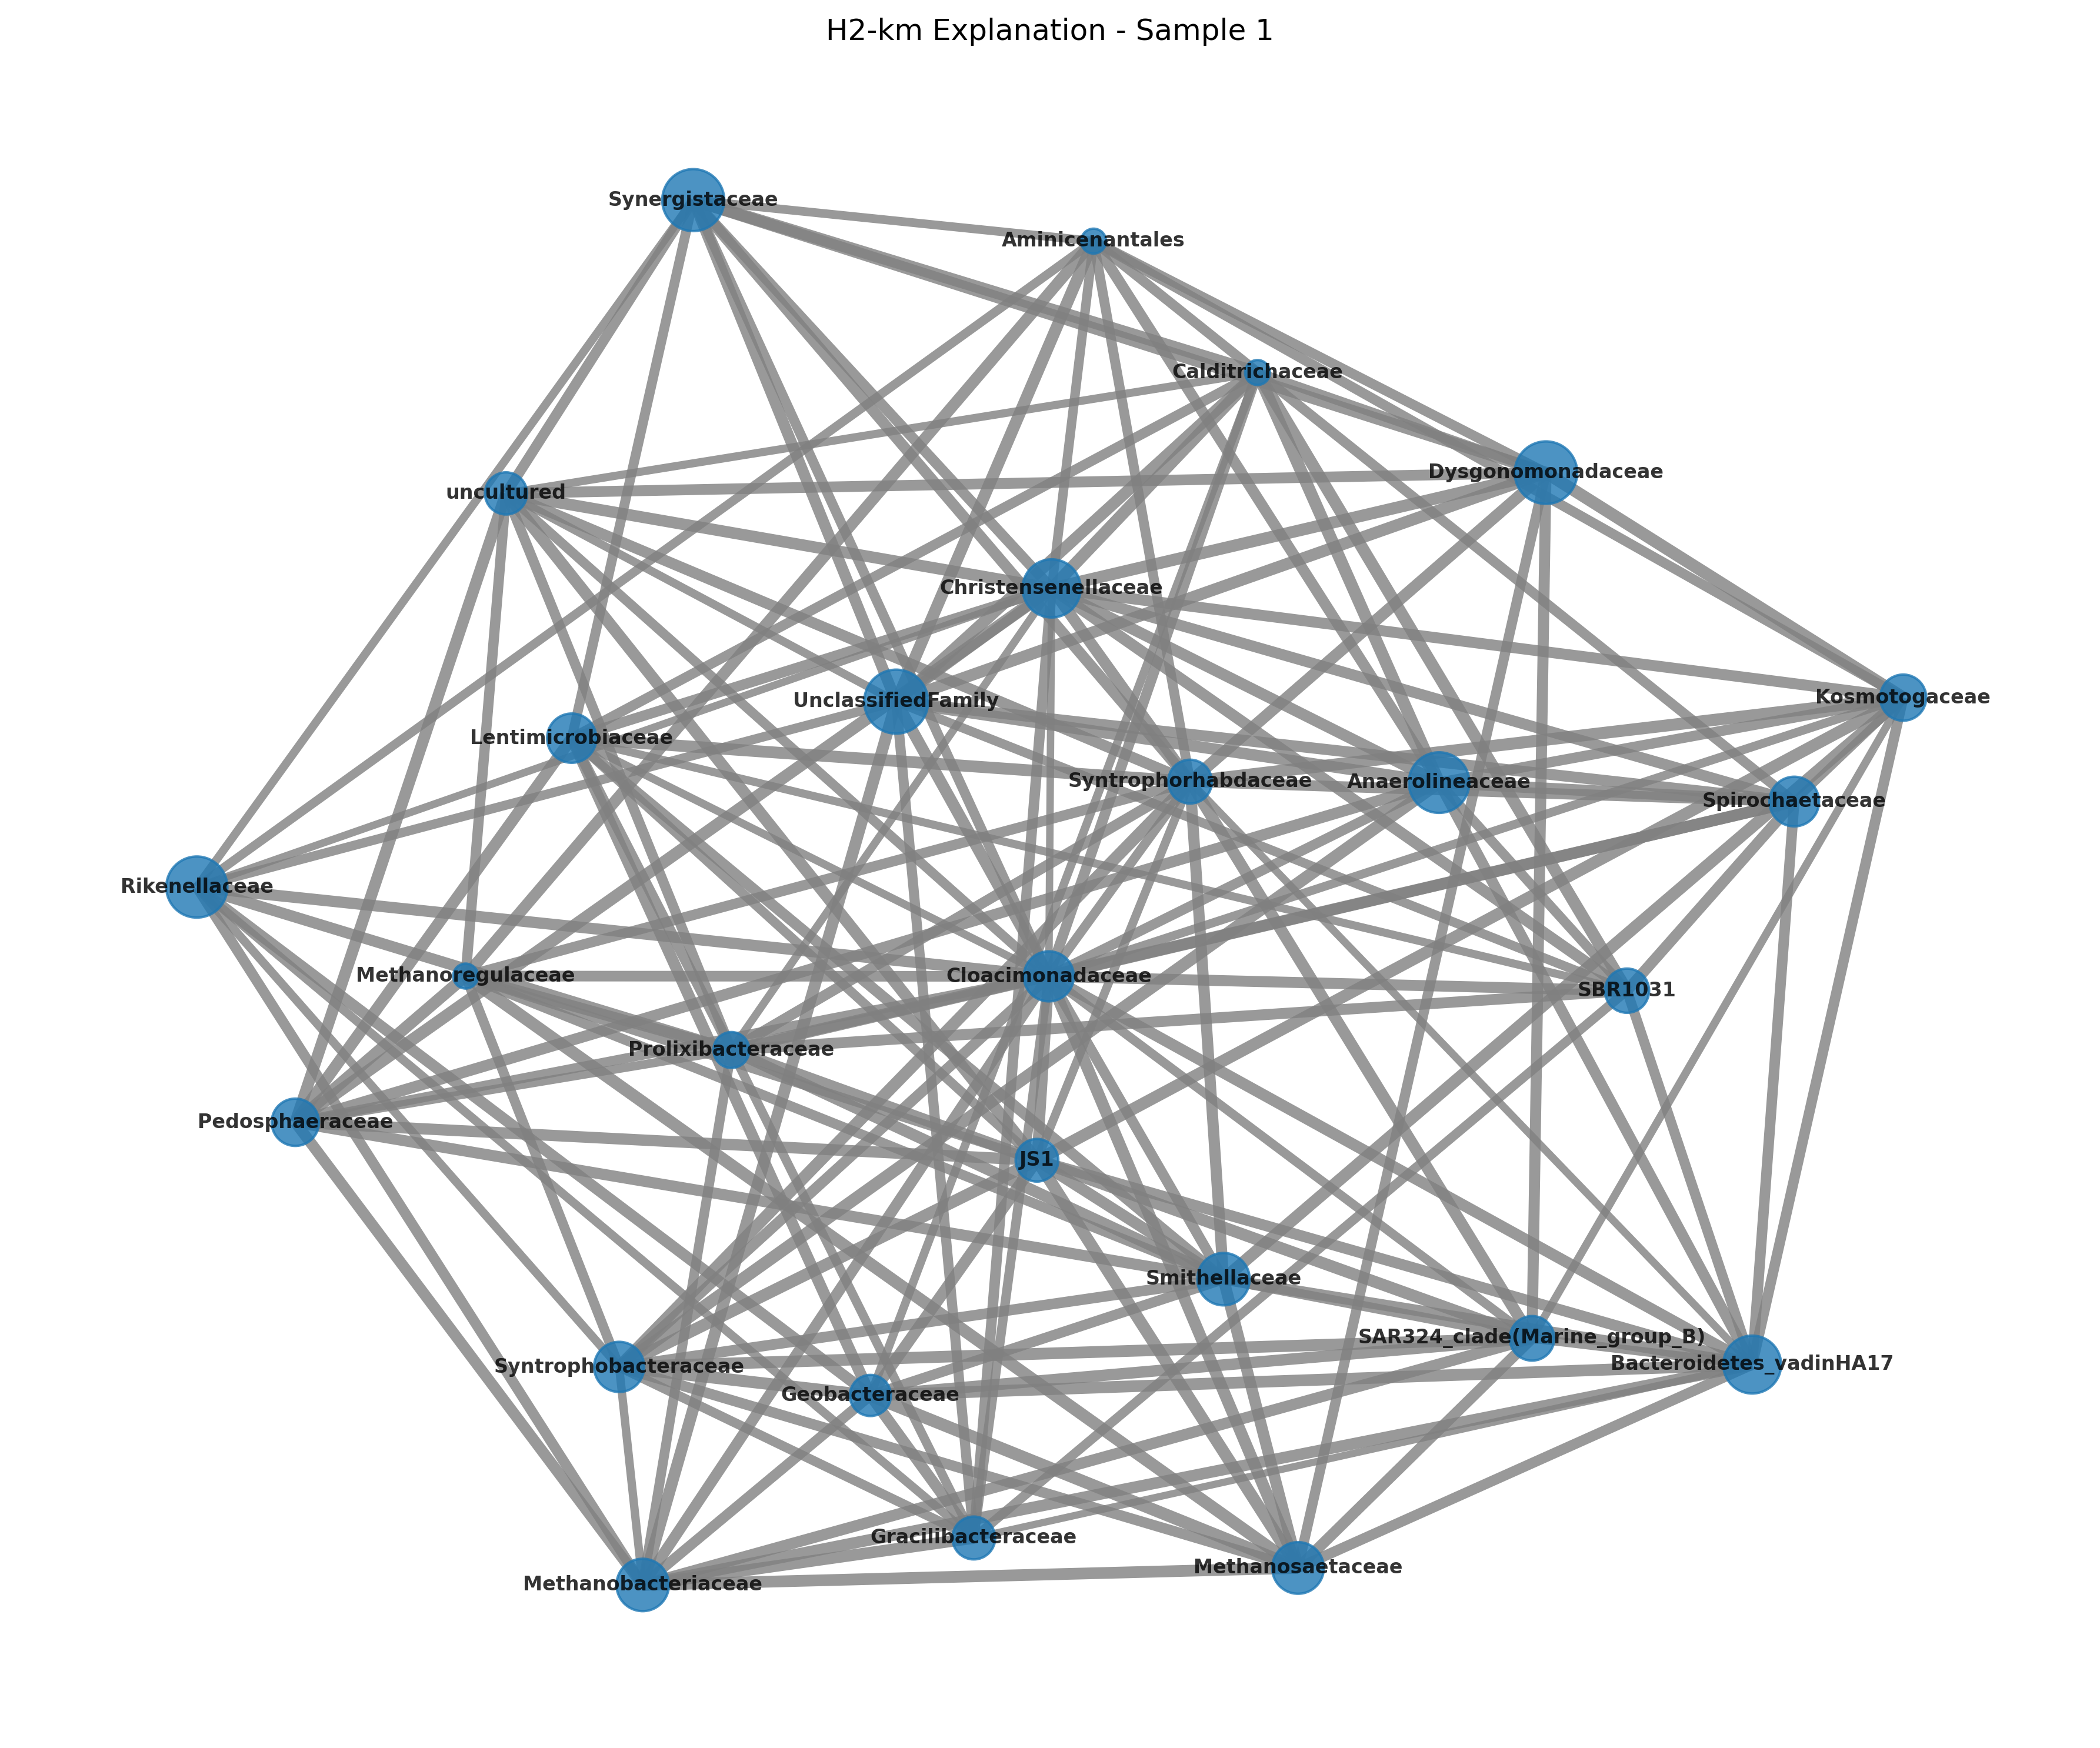 H2-km Explanation - Sample 1
Synergistaceae
Aminicenantales
Calditrichaceae
Dysgonomonadaceae
uncultured
Christensenellaceae
UnclassifiedFamily
Kosmotogaceae
Lentimicrobiaceae
Syntrophorhabdaceae
Anaerolineaceae
Spirochaetaceae
Rikenellaceae
Methanoregulaceae
Cloacimonadaceae
SBR1031
Prolixibacteraceae
Pedosphaeraceae
JS1
Smithellaceae
SAR324_clade(Marine_group_B)
Bacteroidetes_vadinHA17
Syntrophobacteraceae
Geobacteraceae
Gracilibacteraceae
Methanosaetaceae
Methanobacteriaceae